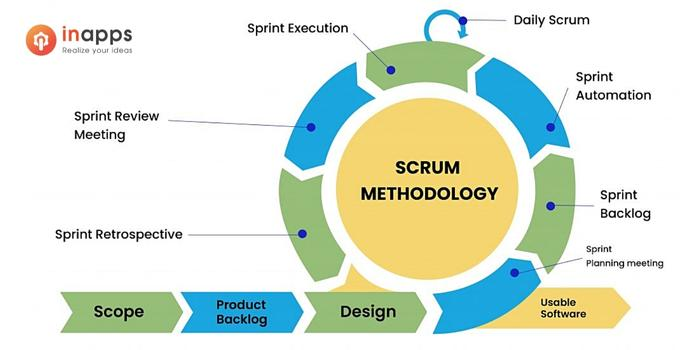 inapps
Realize your ideas
Sprint Execution
Daily Scrum
Sprint
Automation
Sprint Review
Meeting
SCRUM
METHODOLOGY
Sprint
Backlog
Sprint Retrospective
Sprint
Planning meeting
Scope
Product
Backlog
Design
Usable
Software